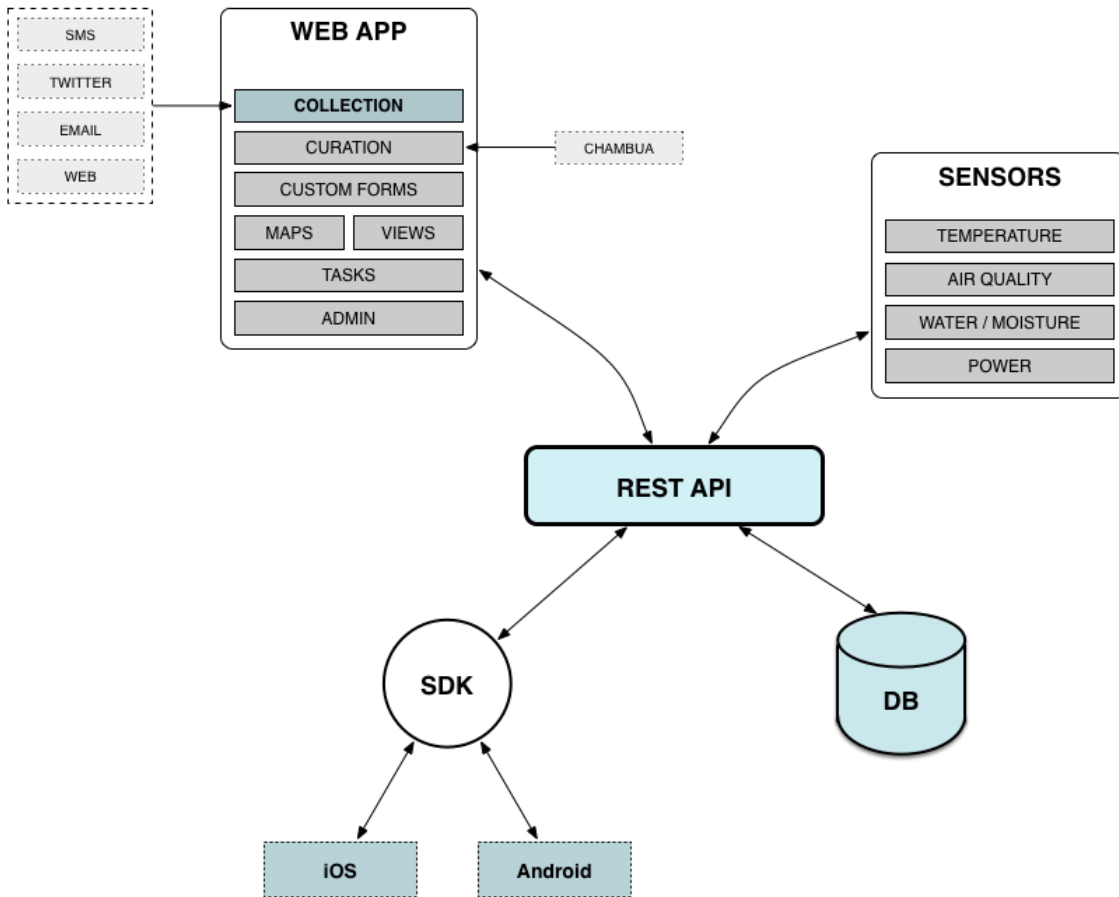 SMS
TWITTER
EMAIL
WEB
WEB APP
COLLECTION
CURATION
CUSTOM FORMS
MAPS
VIEWS
TASKS
ADMIN
CHAMBUA
SENSORS
TEMPERATURE
AIR QUALITY
WATER / MOISTURE
POWER
REST API
SDK
DB
iOS
Android